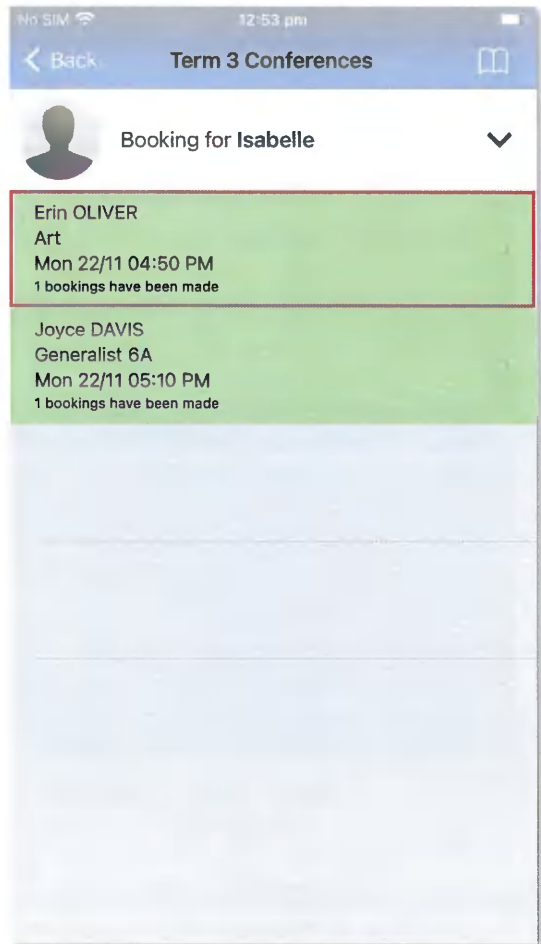 No SIM 12:53 pm
Back Term 3 Conferences
Booking for Isabelle
Erin OLIVER
Art
Mon 22/11 04:50 PM
1 bookings have been made
Joyce DAVIS
Generalist 6A
Mon 22/11 05:10 PM
1 bookings have been made